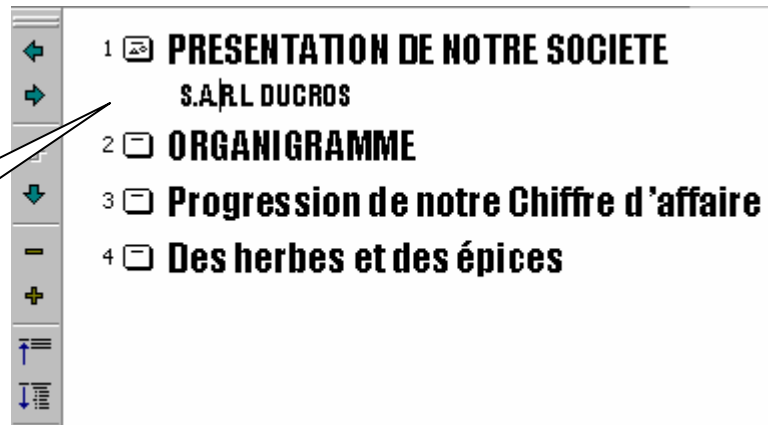 1 PRESENTATION DE NOTRE SOCIETE
S.A.R.L DUCROS
2 ORGANIGRAMME
3 Progression de notre Chiffre d'affaire
4 Des herbes et des épices